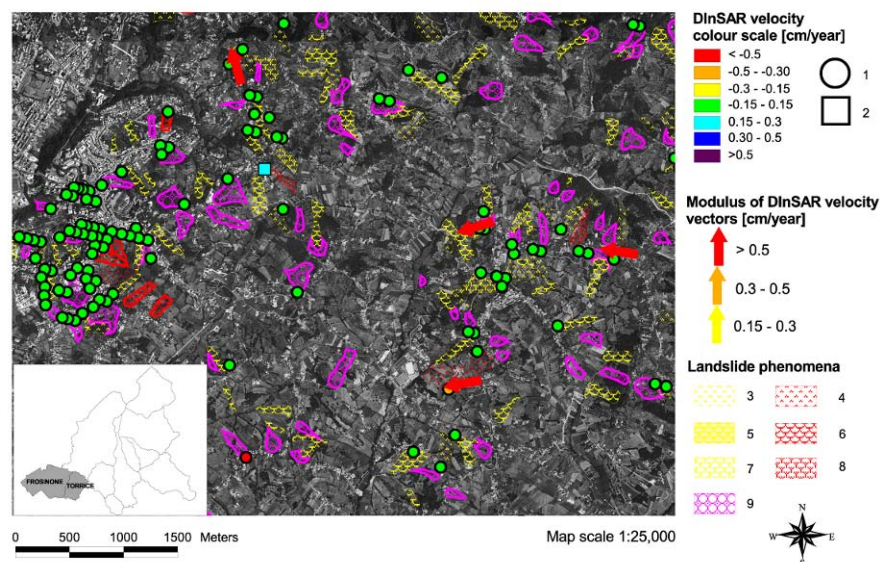 DInSAR velocity
colour scale [cm/year]
< -0.5
-0.5 - -0.30
-0.3 - -0.15
-0.15 - 0.15
0.15 - 0.3
0.30 - 0.5
>0.5
1
2
Modulus of DInSAR velocity
vectors [cm/year]
> 0.5
0.3 - 0.5
0.15 - 0.3
Landslide phenomena
3
4
5
6
7
8
9
FROSINONE
TORRICE
0 500 1000 1500 Meters
Map scale 1:25,000
N
W
E
S